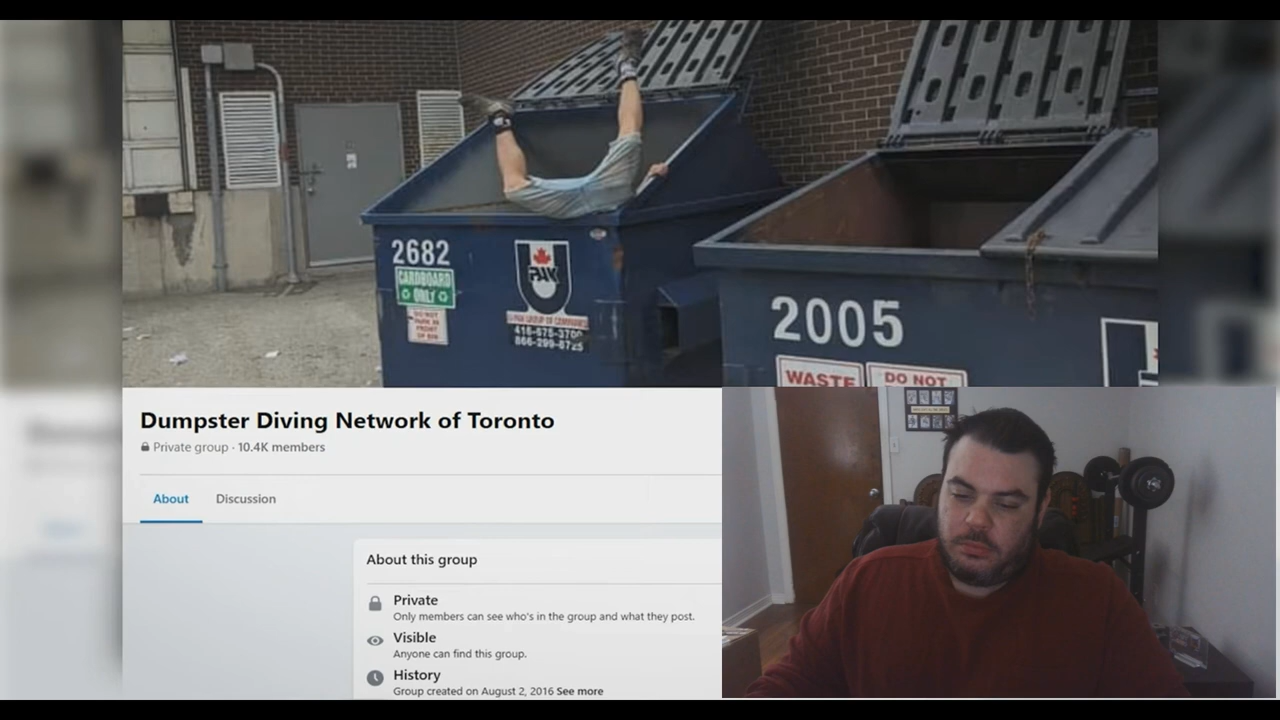 2682
CARDBOARD
ONLY
DO NOT
PARK IN
FRONT
OF BIN
PAK
416-675-3700
866-299-8725
2005
WASTE
DO NOT
Dumpster Diving Network of Toronto
Private group · 10.4K members
About
Discussion
About this group
Private
Only members can see who's in the group and what they post.
Visible
Anyone can find this group.
History
Group created on August 2, 2016 See more